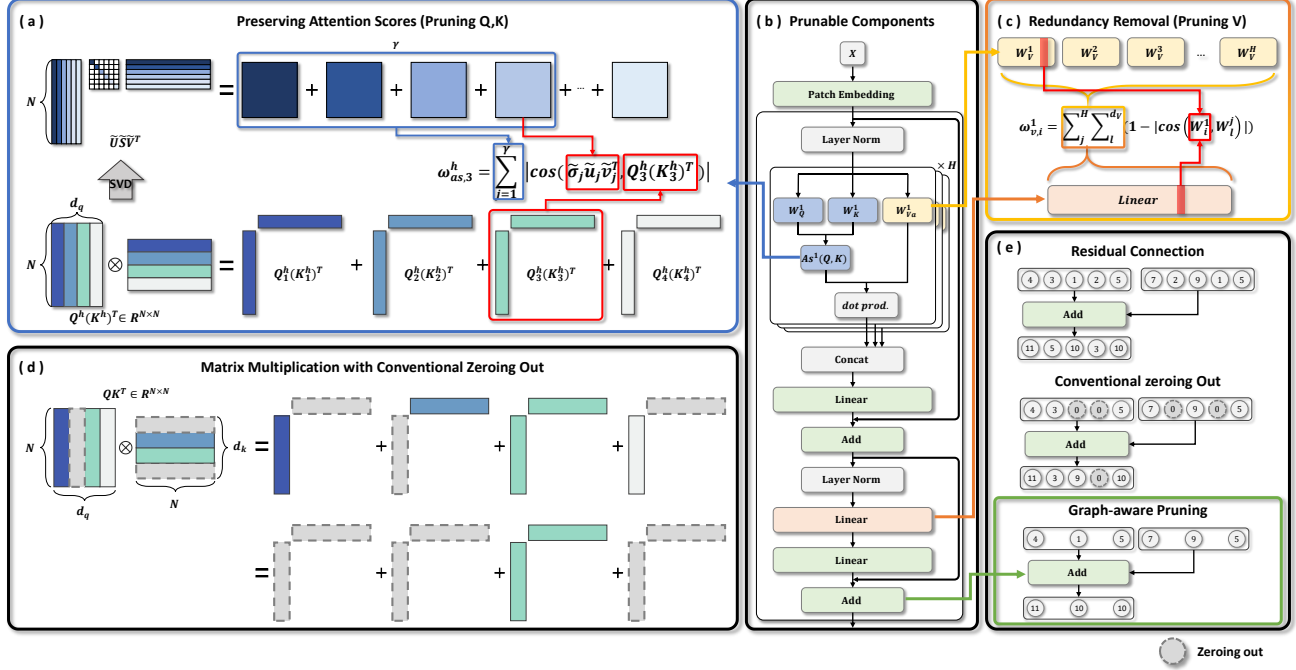 ( a )
Preserving Attention Scores (Pruning Q,K)
γ
N
=
+
+
+
+ ... +
ŨS̃Ṽ^T
SVD
ω^h_{as,3} = ∑^γ_{j=1} |cos(σ̃_j ũ_j ṽ_j^T, Q^h_3(K^h_3)^T)|
d_q
N
⊗
=
Q^h_1(K^h_1)^T
+
Q^h_2(K^h_2)^T
+
Q^h_3(K^h_3)^T
+
Q^h_4(K^h_4)^T
Q^h(K^h)^T ∈ R^{N×N}
( b )
Prunable Components
X
Patch Embedding
Layer Norm
× H
W^1_Q
W^1_K
W^1_{Va}
As^1(Q,K)
dot prod.
Concat
Linear
Add
Layer Norm
Linear
Linear
Add
( c )
Redundancy Removal (Pruning V)
W^1_V
W^2_V
W^3_V
...
W^H_V
ω^1_{v,i} = ∑^H_j ∑^{d_V}_l (1 − |cos(W^1_i, W^j_l)|)
Linear
( d )
Matrix Multiplication with Conventional Zeroing Out
QK^T ∈ R^{N×N}
N
⊗
d_k
=
+
+
+
d_q
N
=
+
+
+
( e )
Residual Connection
4 3 1 2 5
7 2 9 1 5
Add
11 5 10 3 10
Conventional zeroing Out
4 3 0 0 5
7 0 9 0 5
Add
11 3 9 0 10
Graph-aware Pruning
4 1 5
7 9 5
Add
11 10 10
Zeroing out